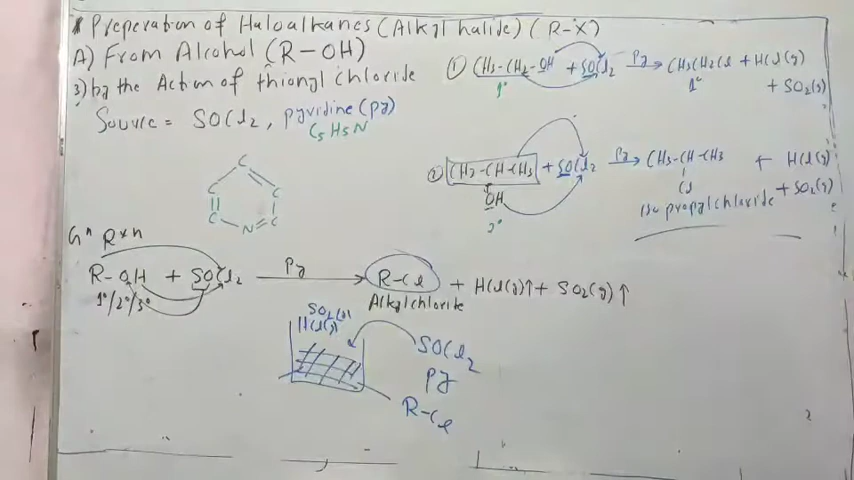 Preperation of Haloalkanes (Alkyl halide) (R-X)
A) From Alcohol (R-OH)
3) by the Action of thionyl chloride
Source = SOCl2, pyridine (py)
C5H5N
C
C C
C C
N
Gn Rxn
R-OH + SOCl2 Py R-Cl + HCl(g)↑ + SO2(g)↑
1°/2°/3° Alkylchloride
① CH3-CH2-OH + SOCl2 Py CH3CH2Cl + HCl(g)
1° 1° + SO2(g)
② CH3-CH-CH3 + SOCl2 Py CH3-CH-CH3 + HCl(g)
OH Cl + SO2(g)
2° Iso propylchloride
SO2(g)
HCl(g)
SOCl2
py
R-Cl